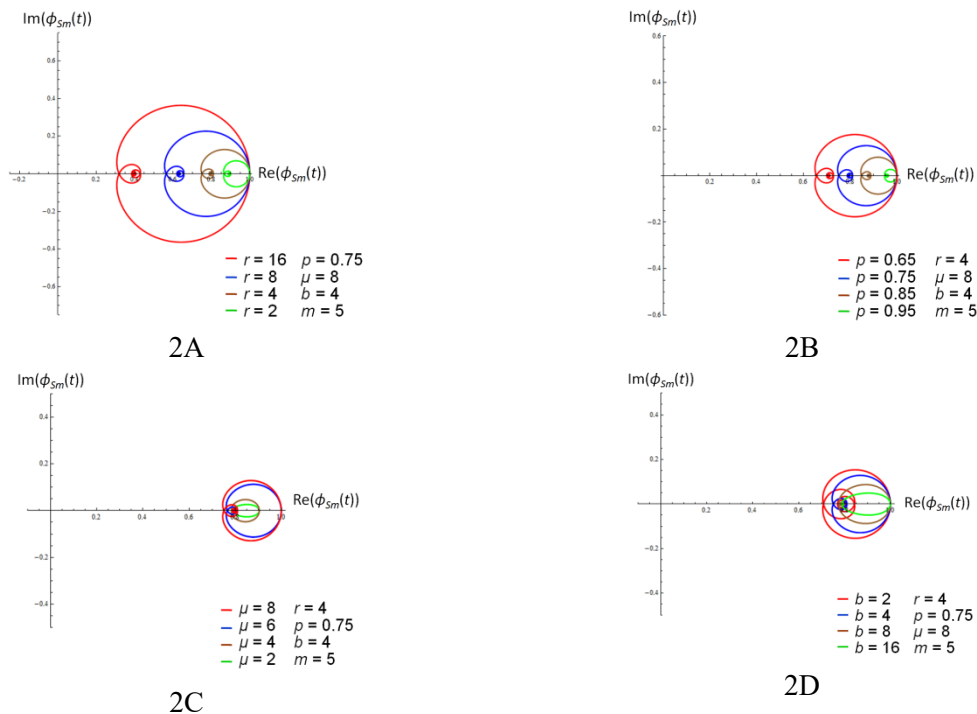 Im(ϕSm(t))
0.6
0.4
0.2
-0.2
0.2
1.0
Re(ϕSm(t))
-0.2
-0.4
-0.6
r = 16 p = 0.75
r = 8 μ = 8
r = 4 b = 4
r = 2 m = 5
2A
Im(ϕSm(t))
0.6
0.4
0.2
0.2
0.4
0.6
0.8
1.0
Re(ϕSm(t))
-0.2
-0.4
-0.6
p = 0.65 r = 4
p = 0.75 μ = 8
p = 0.85 b = 4
p = 0.95 m = 5
2B
Im(ϕSm(t))
0.4
0.2
0.2
0.4
0.6
1.0
Re(ϕSm(t))
-0.2
-0.4
μ = 8 r = 4
μ = 6 p = 0.75
μ = 4 b = 4
μ = 2 m = 5
2C
Im(ϕSm(t))
0.4
0.2
0.2
0.4
0.6
1.0
Re(ϕSm(t))
-0.2
-0.4
b = 2 r = 4
b = 4 p = 0.75
b = 8 μ = 8
b = 16 m = 5
2D